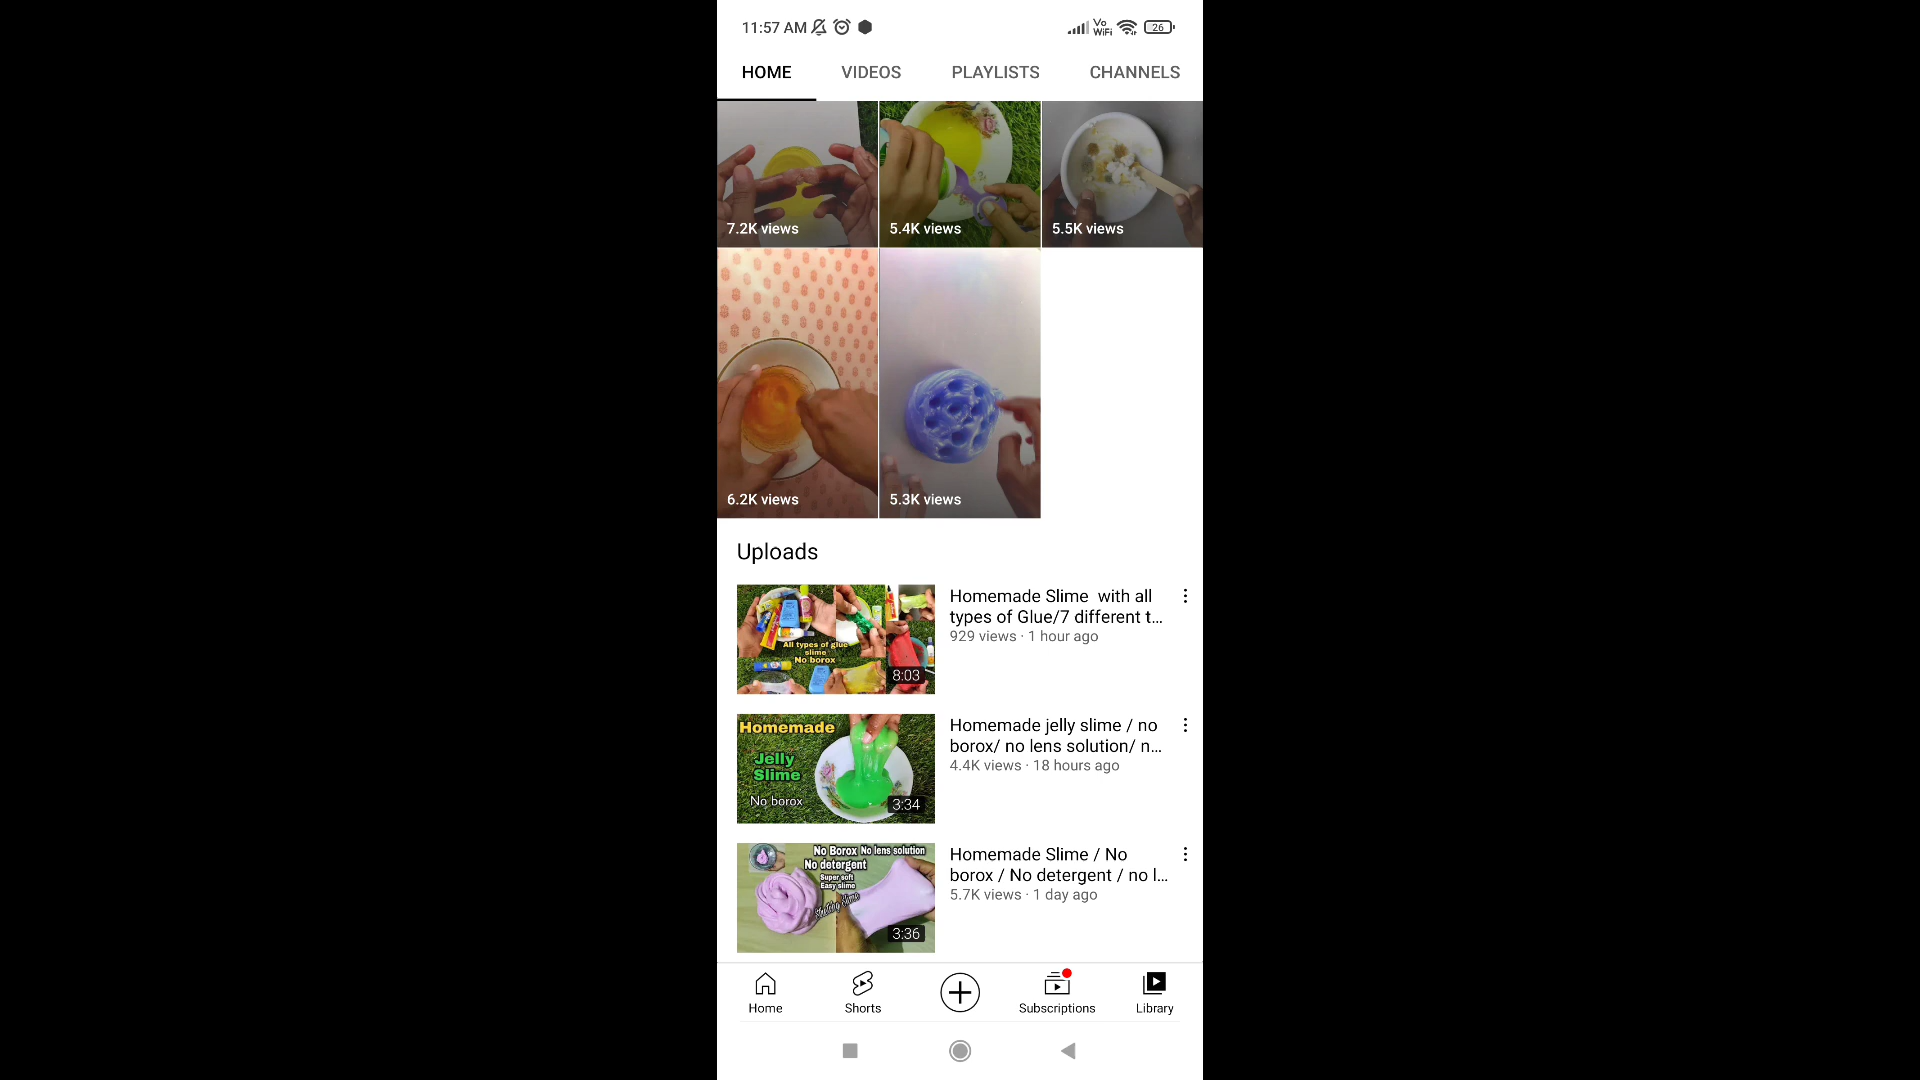 11:57 AM
Vo
WiFi
26
HOME
VIDEOS
PLAYLISTS
CHANNELS
7.2K views
5.4K views
5.5K views
6.2K views
5.3K views
Uploads
All types of glue
slime
No borox
8:03
Homemade Slime with all
types of Glue/7 different t...
929 views · 1 hour ago
Homemade
Jelly
Slime
No borox
3:34
Homemade jelly slime / no
borox/ no lens solution/ n...
4.4K views · 18 hours ago
No Borox No lens solution
No detergent
Super soft
Easy slime
3:36
Homemade Slime / No
borox / No detergent / no l...
5.7K views · 1 day ago
Home
Shorts
Subscriptions
Library